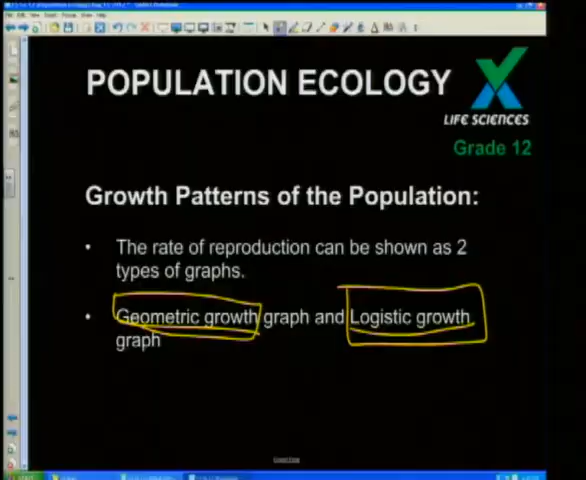 POPULATION ECOLOGY
LIFE SCIENCES
Grade 12
Growth Patterns of the Population:
• The rate of reproduction can be shown as 2
types of graphs.
• Geometric growth graph and Logistic growth
graph